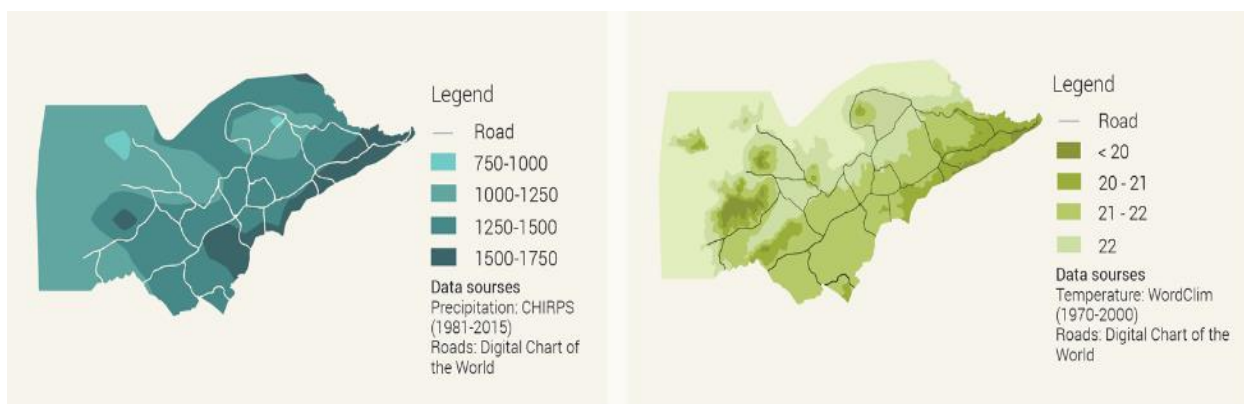 Legend
Road
750-1000
1000-1250
1250-1500
1500-1750
Data sourses
Precipitation: CHIRPS
(1981-2015)
Roads: Digital Chart of
the World
Legend
Road
< 20
20 - 21
21 - 22
22
Data sourses
Temperature: WordClim
(1970-2000)
Roads: Digital Chart of the
World